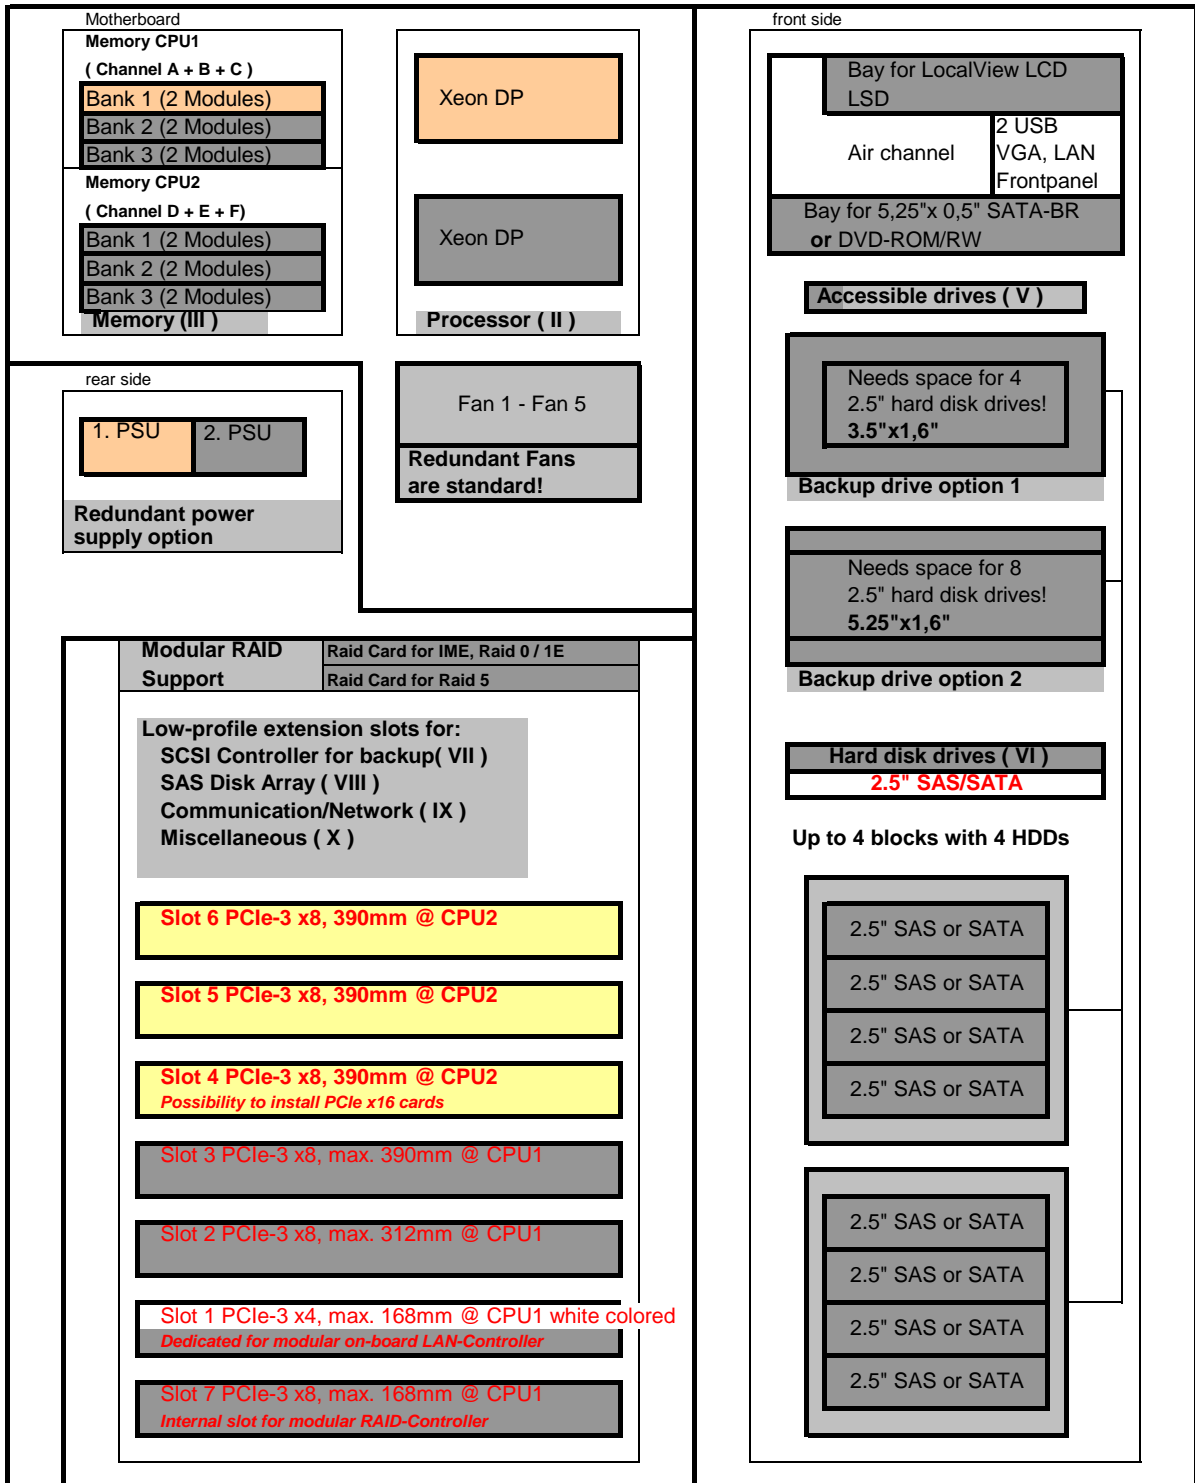 Motherboard
Memory CPU1
( Channel A + B + C )
Bank 1 (2 Modules)
Bank 2 (2 Modules)
Bank 3 (2 Modules)
Memory CPU2
( Channel D + E + F)
Bank 1 (2 Modules)
Bank 2 (2 Modules)
Bank 3 (2 Modules)
Memory (III )
Xeon DP
Xeon DP
Processor ( II )
rear side
1. PSU
2. PSU
Redundant power
supply option
Fan 1 - Fan 5
Redundant Fans
are standard!
Modular RAID
Support
Raid Card for IME, Raid 0 / 1E
Raid Card for Raid 5
Low-profile extension slots for:
SCSI Controller for backup( VII )
SAS Disk Array ( VIII )
Communication/Network ( IX )
Miscellaneous ( X )
Slot 6 PCIe-3 x8, 390mm @ CPU2
Slot 5 PCIe-3 x8, 390mm @ CPU2
Slot 4 PCIe-3 x8, 390mm @ CPU2
Possibility to install PCIe x16 cards
Slot 3 PCIe-3 x8, max. 390mm @ CPU1
Slot 2 PCIe-3 x8, max. 312mm @ CPU1
Slot 1 PCIe-3 x4, max. 168mm @ CPU1 white colored
Dedicated for modular on-board LAN-Controller
Slot 7 PCIe-3 x8, max. 168mm @ CPU1
Internal slot for modular RAID-Controller
front side
Bay for LocalView LCD
LSD
Air channel
2 USB
VGA, LAN
Frontpanel
Bay for 5,25"x 0,5" SATA-BR
or DVD-ROM/RW
Accessible drives ( V )
Needs space for 4
2.5" hard disk drives!
3.5"x1,6"
Backup drive option 1
Needs space for 8
2.5" hard disk drives!
5.25"x1,6"
Backup drive option 2
Hard disk drives ( VI )
2.5" SAS/SATA
Up to 4 blocks with 4 HDDs
2.5" SAS or SATA
2.5" SAS or SATA
2.5" SAS or SATA
2.5" SAS or SATA
2.5" SAS or SATA
2.5" SAS or SATA
2.5" SAS or SATA
2.5" SAS or SATA